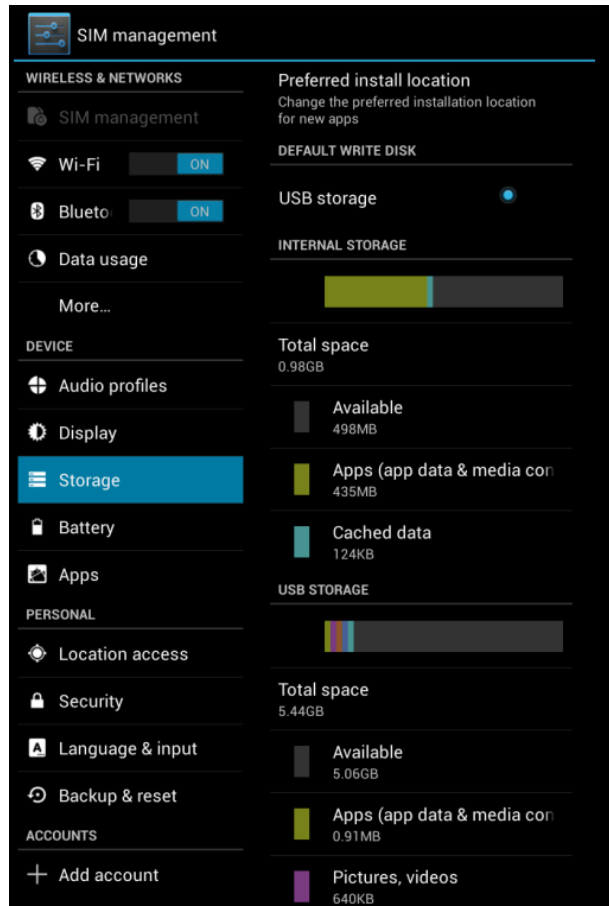 SIM management
WIRELESS & NETWORKS
SIM management
Wi-Fi
ON
Blueto
ON
Data usage
More...
DEVICE
Audio profiles
Display
Storage
Battery
Apps
PERSONAL
Location access
Security
Language & input
Backup & reset
ACCOUNTS
Add account
Preferred install location
Change the preferred installation location
for new apps
DEFAULT WRITE DISK
USB storage
INTERNAL STORAGE
Total space
0.98GB
Available
498MB
Apps (app data & media con
435MB
Cached data
124KB
USB STORAGE
Total space
5.44GB
Available
5.06GB
Apps (app data & media con
0.91MB
Pictures, videos
640KB